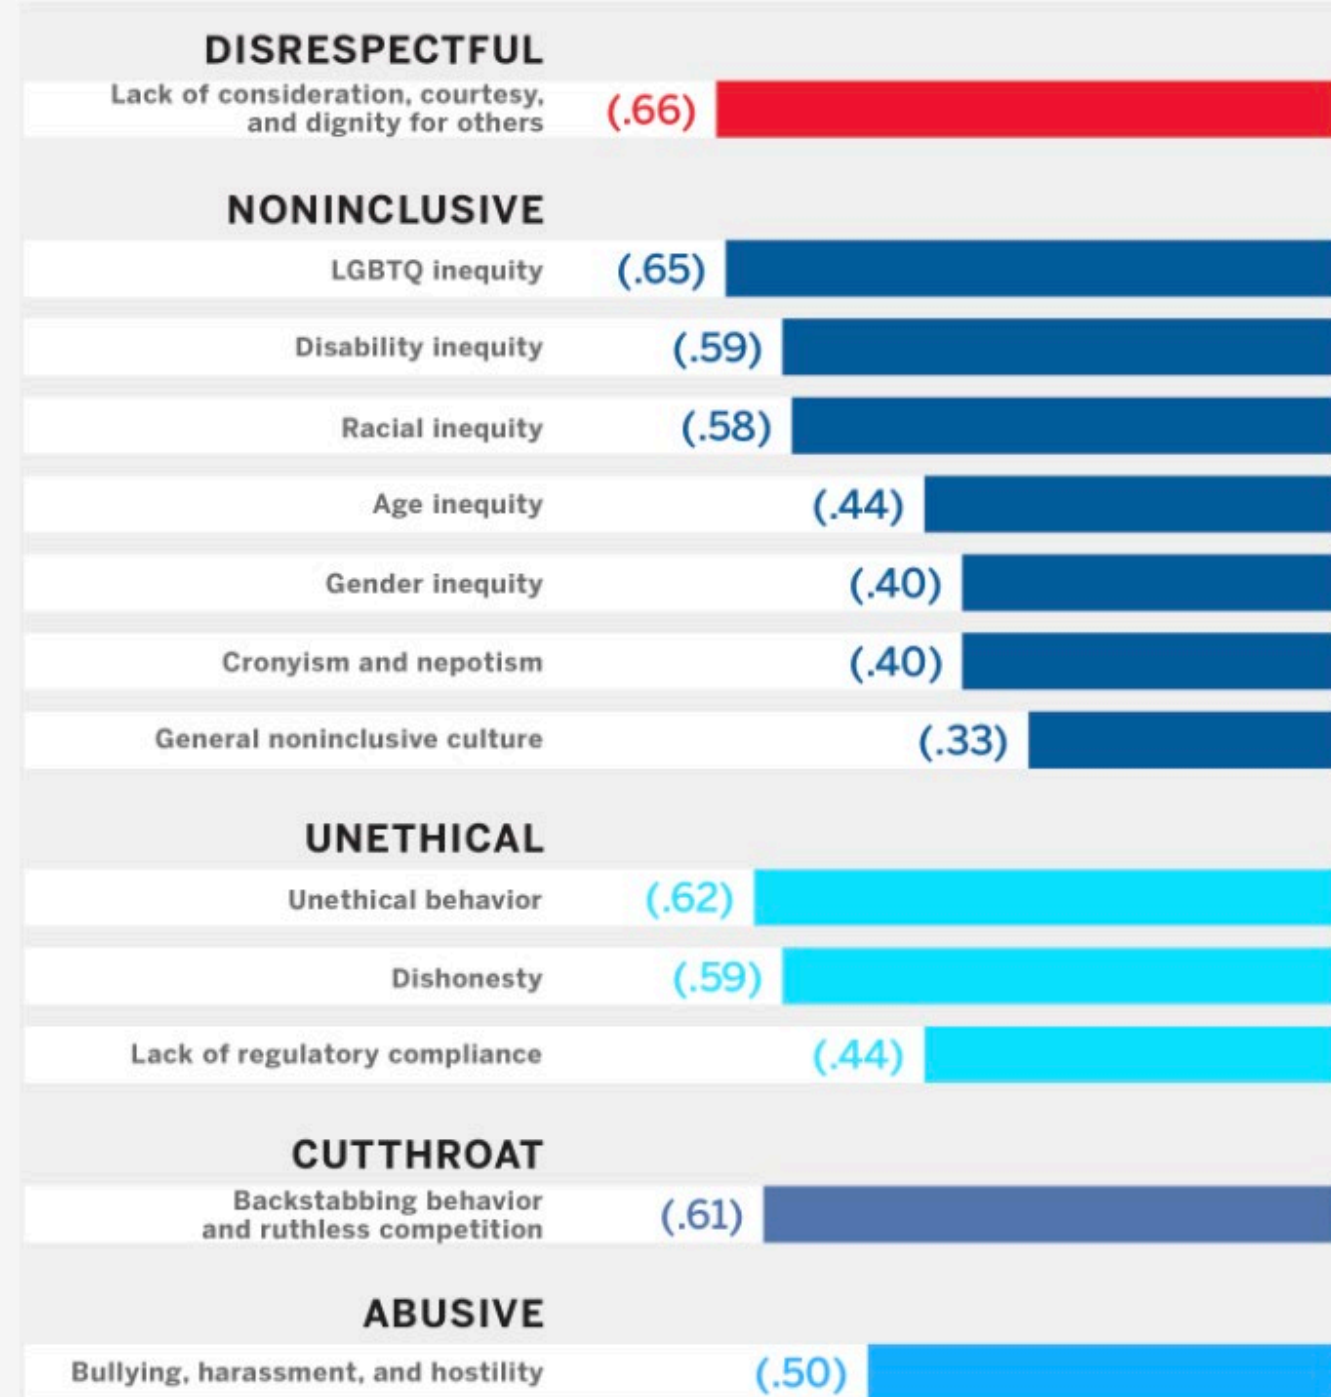 DISRESPECTFUL
Lack of consideration, courtesy,
and dignity for others
(.66)
NONINCLUSIVE
LGBTQ inequity (.65)
Disability inequity (.59)
Racial inequity (.58)
Age inequity (.44)
Gender inequity (.40)
Cronyism and nepotism (.40)
General noninclusive culture (.33)
UNETHICAL
Unethical behavior (.62)
Dishonesty (.59)
Lack of regulatory compliance (.44)
CUTTHROAT
Backstabbing behavior
and ruthless competition
(.61)
ABUSIVE
Bullying, harassment, and hostility (.50)